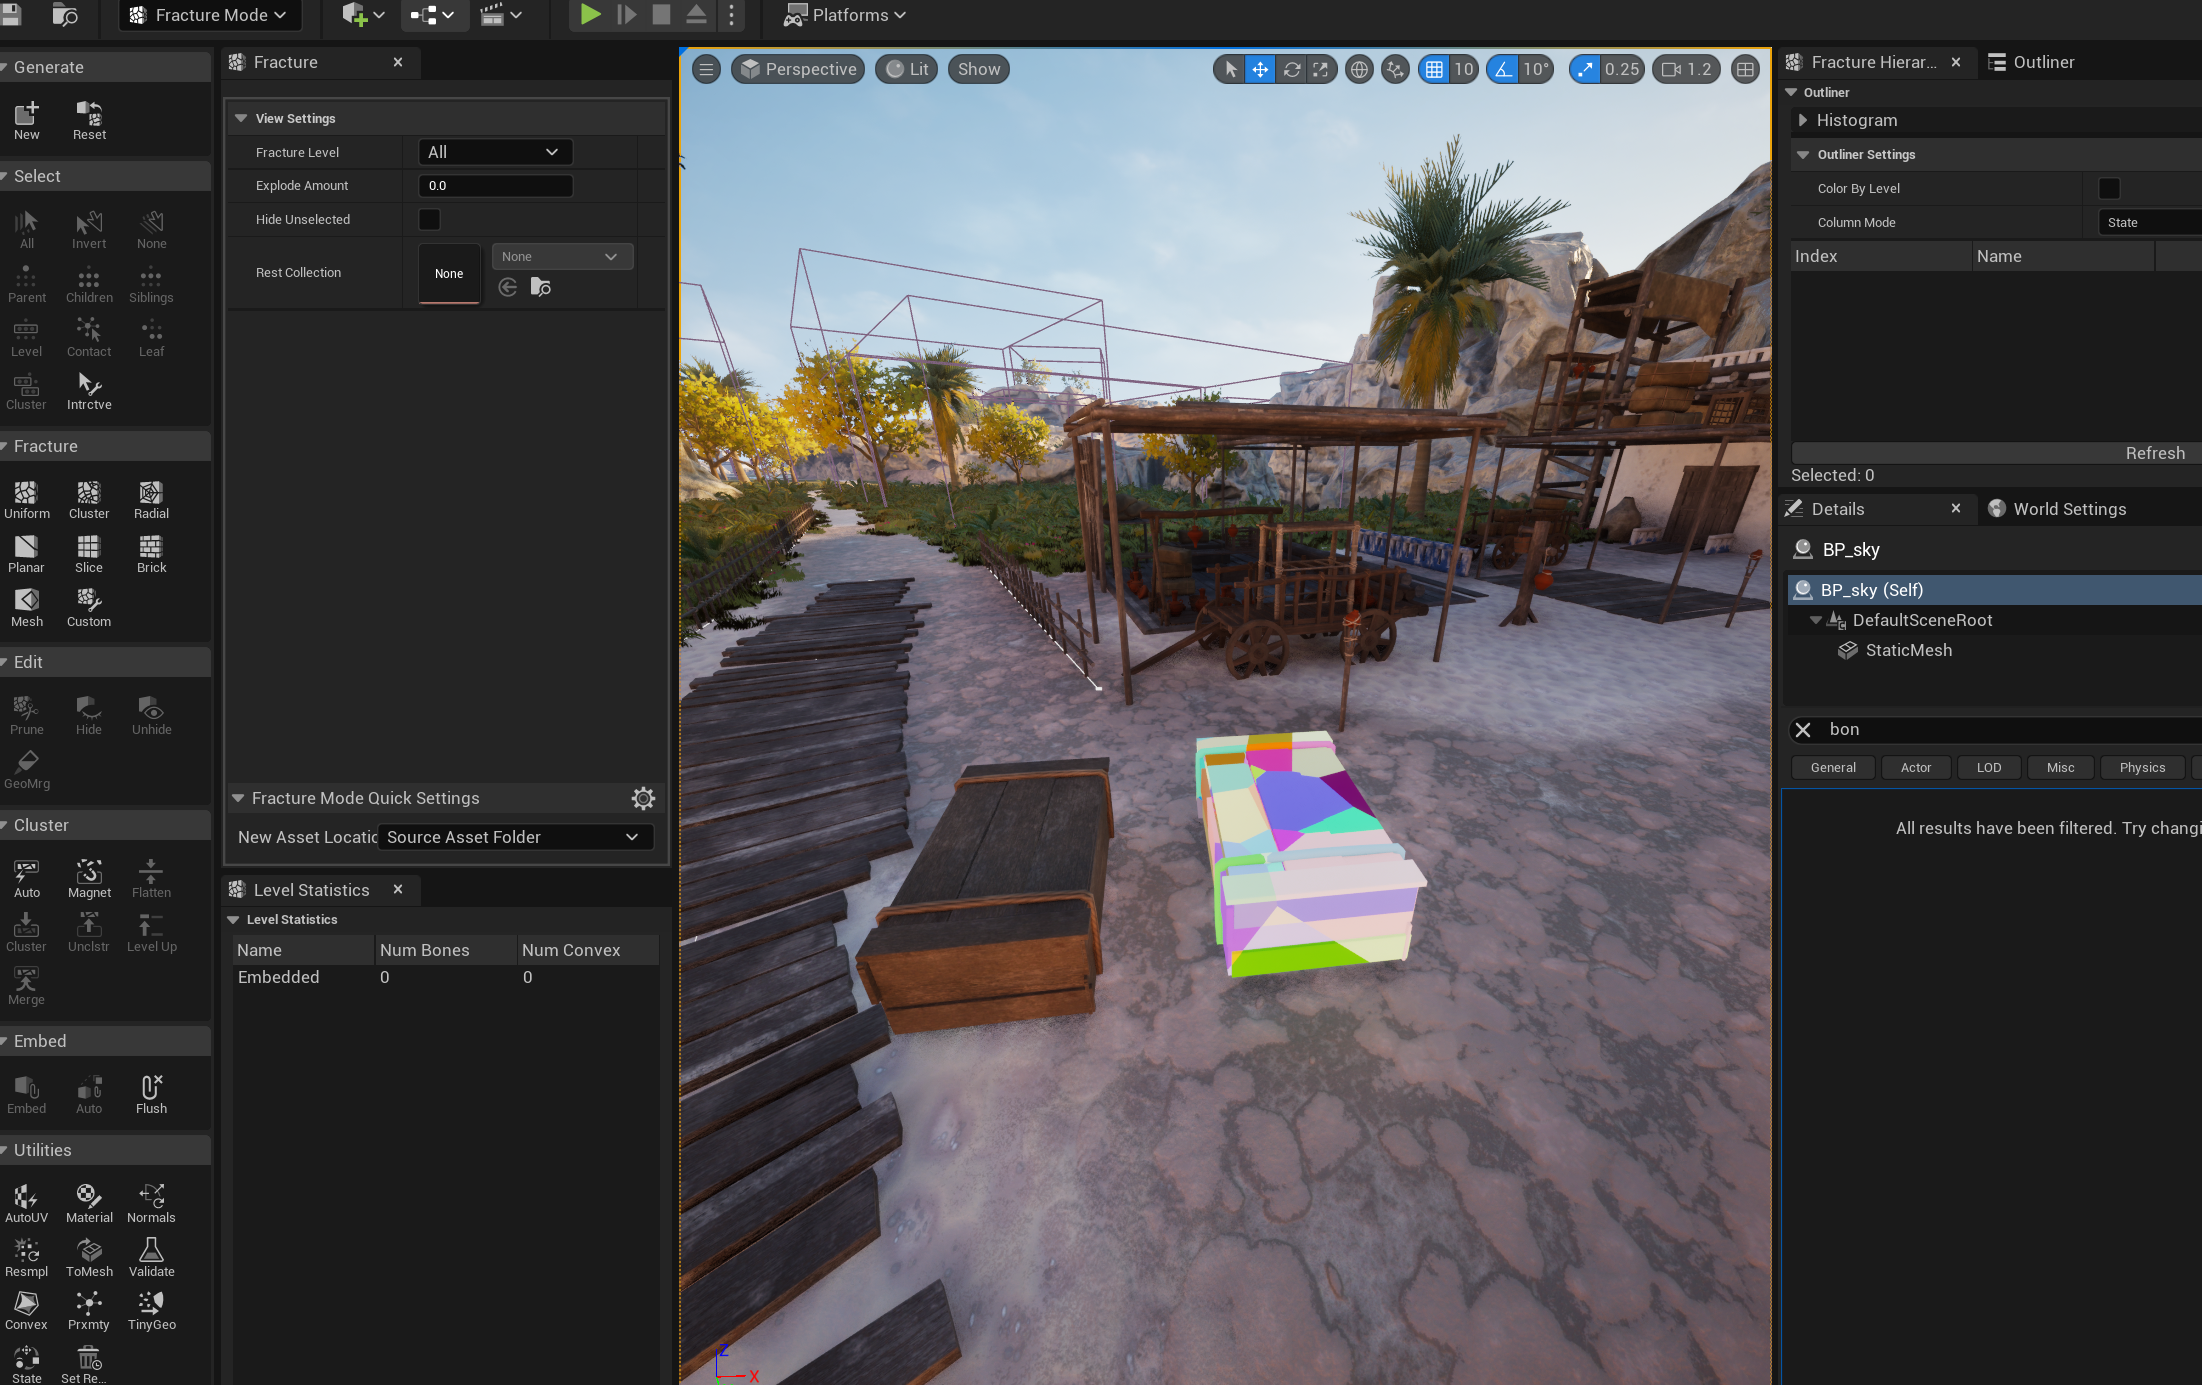 Fracture Mode
Platforms
Generate
New
Reset
Select
All
Invert
None
Parent
Children
Siblings
Level
Contact
Leaf
Cluster
Intrctve
Fracture
Uniform
Cluster
Radial
Planar
Slice
Brick
Mesh
Custom
Edit
Prune
Hide
Unhide
GeoMrg
Cluster
Auto
Magnet
Flatten
Cluster
Unclstr
Level Up
Merge
Embed
Embed
Auto
Flush
Utilities
AutoUV
Material
Normals
Resmpl
ToMesh
Validate
Convex
Prxmty
TinyGeo
State
Set Re...
Fracture
View Settings
Fracture Level
All
Explode Amount
0.0
Hide Unselected
Rest Collection
None
None
Fracture Mode Quick Settings
New Asset Locatic
Source Asset Folder
Level Statistics
Level Statistics
Name
Num Bones
Num Convex
Embedded
0
0
Perspective
Lit
Show
10
10°
0.25
1.2
Z
X
Fracture Hierar...
Outliner
Outliner
Histogram
Outliner Settings
Color By Level
Column Mode
State
Index
Name
Refresh
Selected: 0
Details
World Settings
BP_sky
BP_sky (Self)
DefaultSceneRoot
StaticMesh
bon
General
Actor
LOD
Misc
Physics
All results have been filtered. Try changi